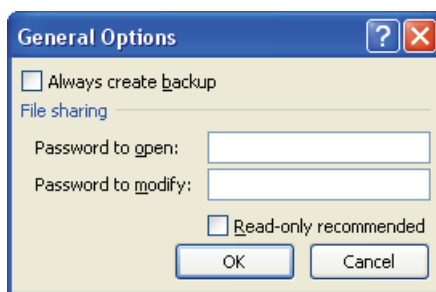 General Options
Always create backup
File sharing
Password to open:
Password to modify:
Read-only recommended
OK Cancel